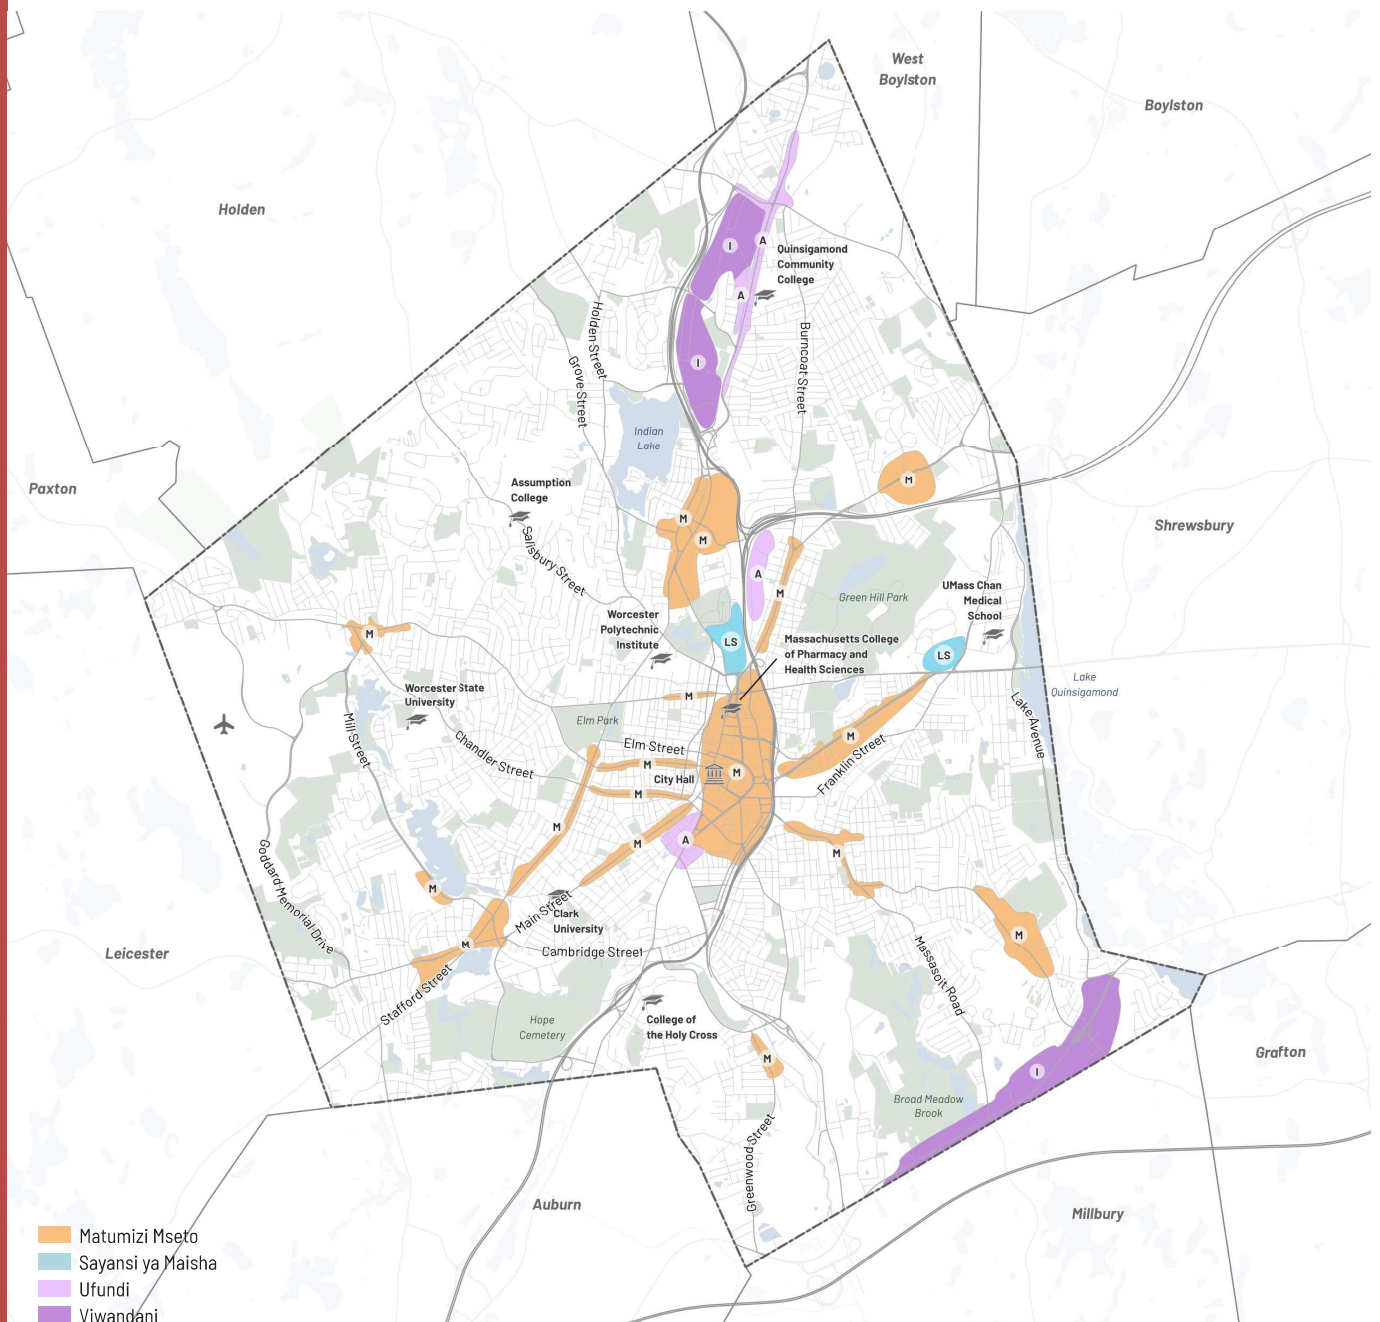 West
Boylston
Boylston
Holden
I
A
Quinsigamond
Community
College
A
Holden Street
Grove Street
Burncoat Street
I
Indian
Lake
Paxton
Assumption
College
M
M
M
Shrewsbury
Salisbury Street
A
M
Green Hill Park
UMass Chan
Medical
School
Worcester
Polytechnic
Institute
LS
Massachusetts College
of Pharmacy and
Health Sciences
LS
M
Lake
Quinsigamond
Worcester State
University
M
Elm Park
Mill Street
Chandler Street
Elm Street
M
City Hall
M
M
Franklin Street
Lake Avenue
M
M
M
A
M
Goddard Memorial Drive
M
Main Street
Clark
University
Cambridge Street
M
Massasoit Road
M
Leicester
Stafford Street
Hope
Cemetery
College of
the Holy Cross
M
I
Grafton
Broad Meadow
Brook
Greenwood Street
Auburn
Millbury
Matumizi Mseto
Sayansi ya Maisha
Ufundi
Viwandani